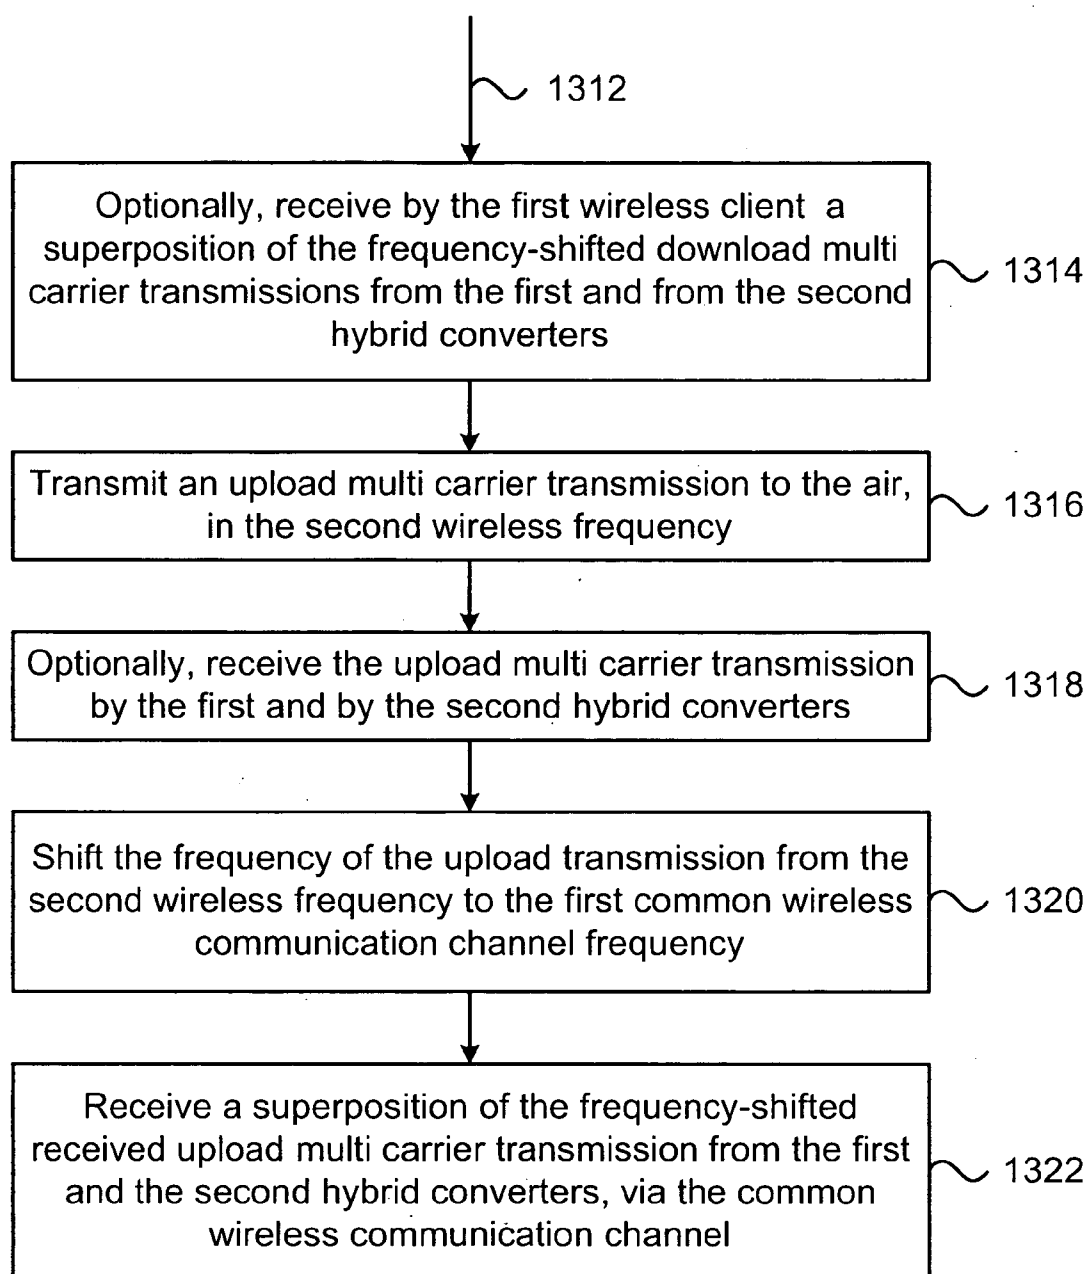 1312
Optionally, receive by the first wireless client a
superposition of the frequency-shifted download multi
carrier transmissions from the first and from the second
hybrid converters
1314
Transmit an upload multi carrier transmission to the air,
in the second wireless frequency
1316
Optionally, receive the upload multi carrier transmission
by the first and by the second hybrid converters
1318
Shift the frequency of the upload transmission from the
second wireless frequency to the first common wireless
communication channel frequency
1320
Receive a superposition of the frequency-shifted
received upload multi carrier transmission from the first
and the second hybrid converters, via the common
wireless communication channel
1322